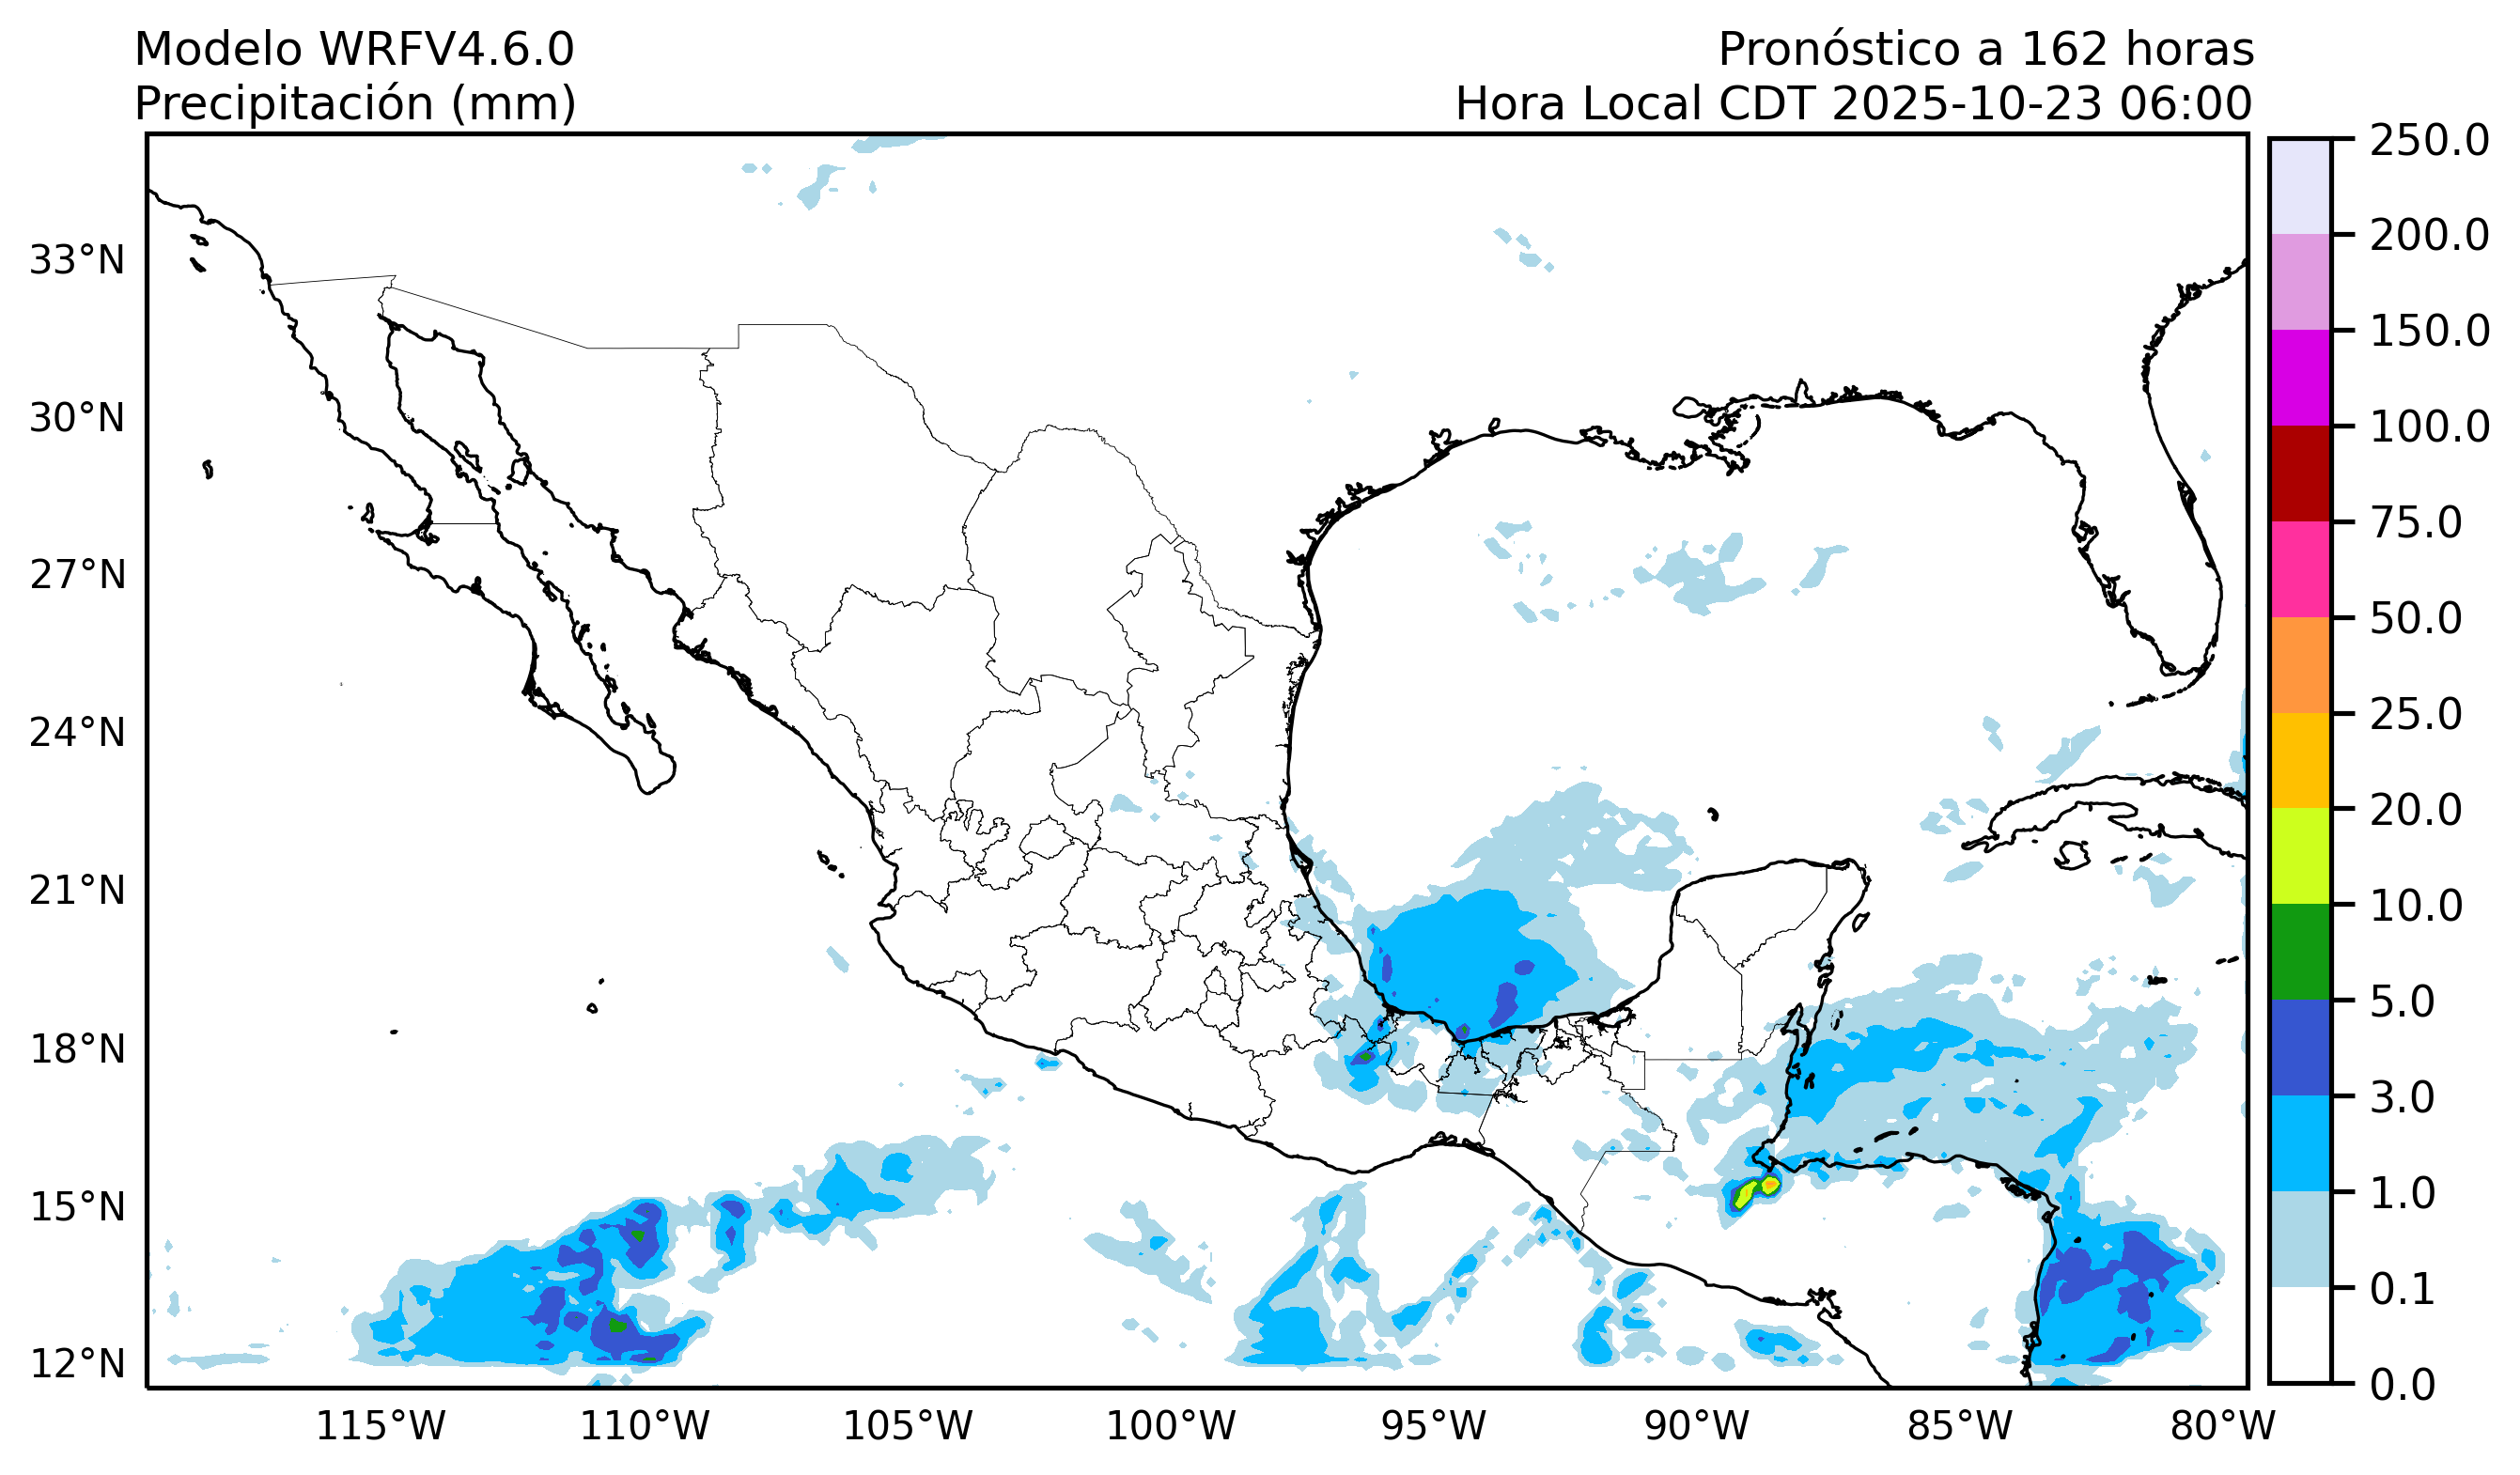 Modelo WRFV4.6.0
Precipitación (mm)
Pronóstico a 162 horas
Hora Local CDT 2025-10-23 06:00
33°N
30°N
27°N
24°N
21°N
18°N
15°N
12°N
115°W
110°W
105°W
100°W
95°W
90°W
85°W
80°W
250.0
200.0
150.0
100.0
75.0
50.0
25.0
20.0
10.0
5.0
3.0
1.0
0.1
0.0